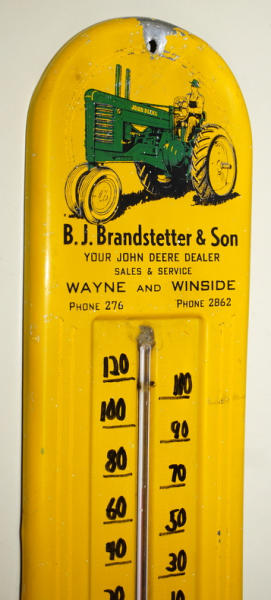 JOHN DEERE
B.J. Brandstetter & Son
YOUR JOHN DEERE DEALER
SALES & SERVICE
WAYNE AND WINSIDE
PHONE 276 PHONE 2862
120
110
100
90
80
70
60
50
40
30